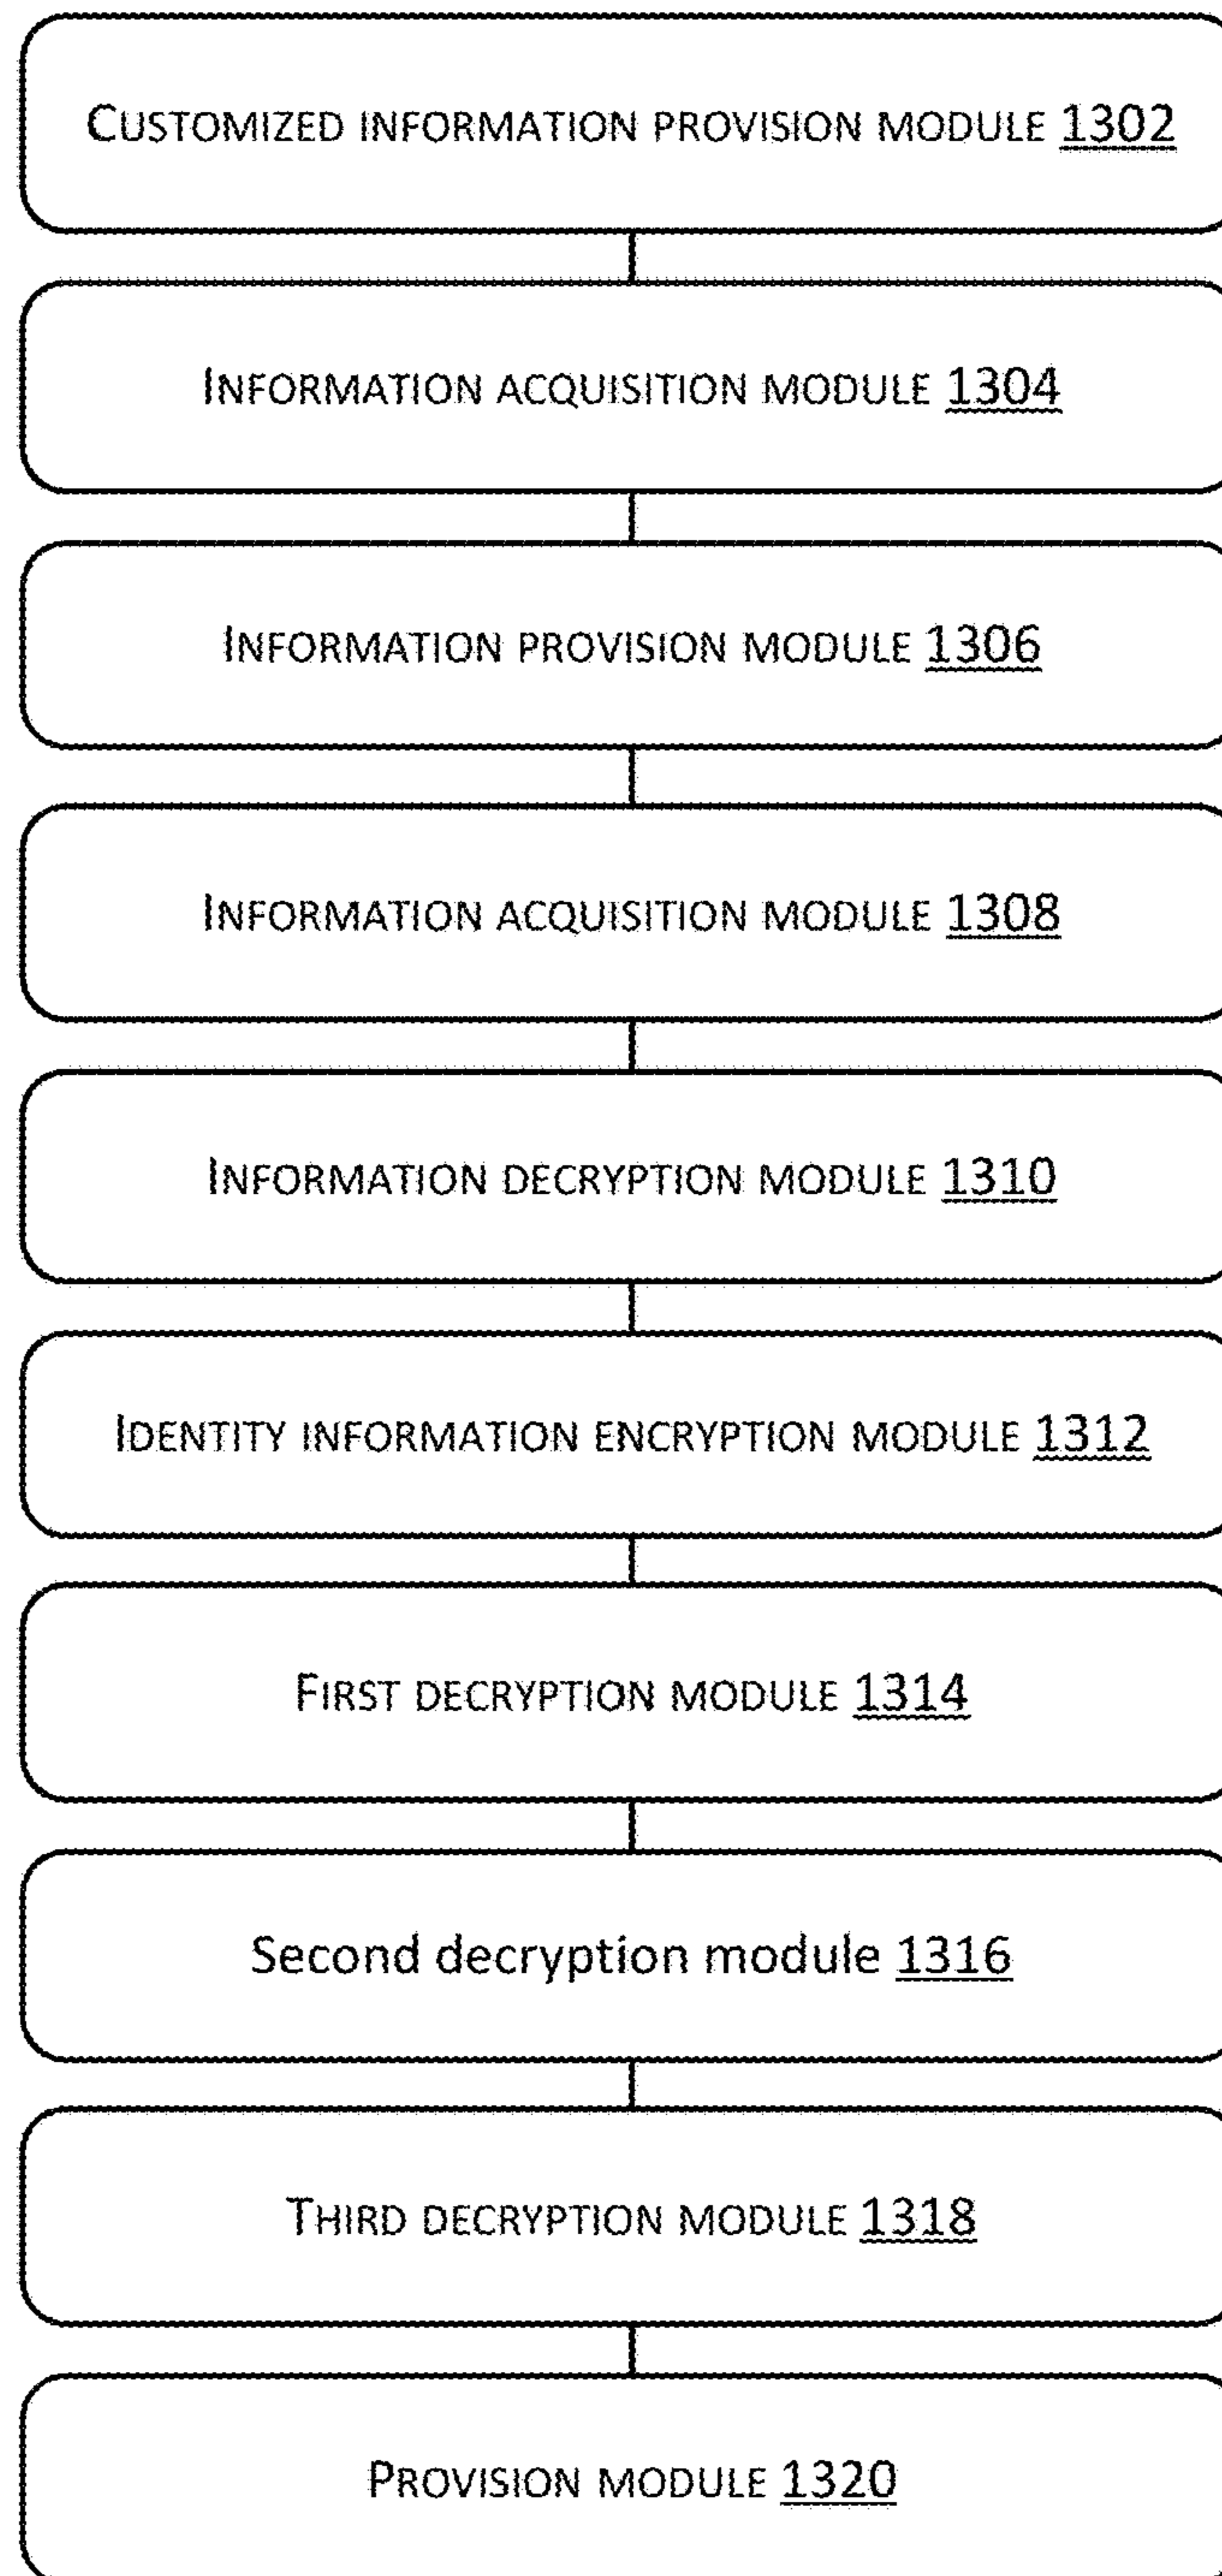 CUSTOMIZED INFORMATION PROVISION MODULE 1302
INFORMATION ACQUISITION MODULE 1304
INFORMATION PROVISION MODULE 1306
INFORMATION ACQUISITION MODULE 1308
INFORMATION DECRYPTION MODULE 1310
IDENTITY INFORMATION ENCRYPTION MODULE 1312
FIRST DECRYPTION MODULE 1314
Second decryption module 1316
THIRD DECRYPTION MODULE 1318
PROVISION MODULE 1320